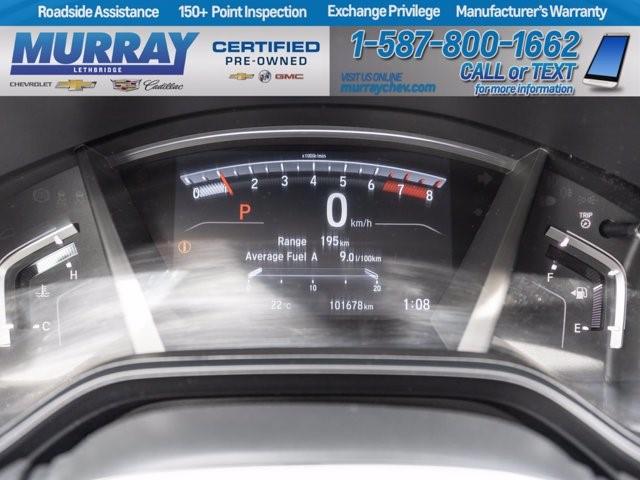 Roadside Assistance 150+ Point Inspection Exchange Privilege Manufacturer's Warranty
MURRAY
LETHBRIDGE
CHEVROLET Cadillac
CERTIFIED
PRE-OWNED
GMC
1-587-800-1662
VISIT US ONLINE
murraychev.com
CALL or TEXT
for more information
x1000r/min
0 1 2 3 4 5 6 7 8
P 0 km/h
Range 195km
Average Fuel A 9.0 l/100km
0 10 20
22°C 101678km 1:08
H
C
TRIP
F
E